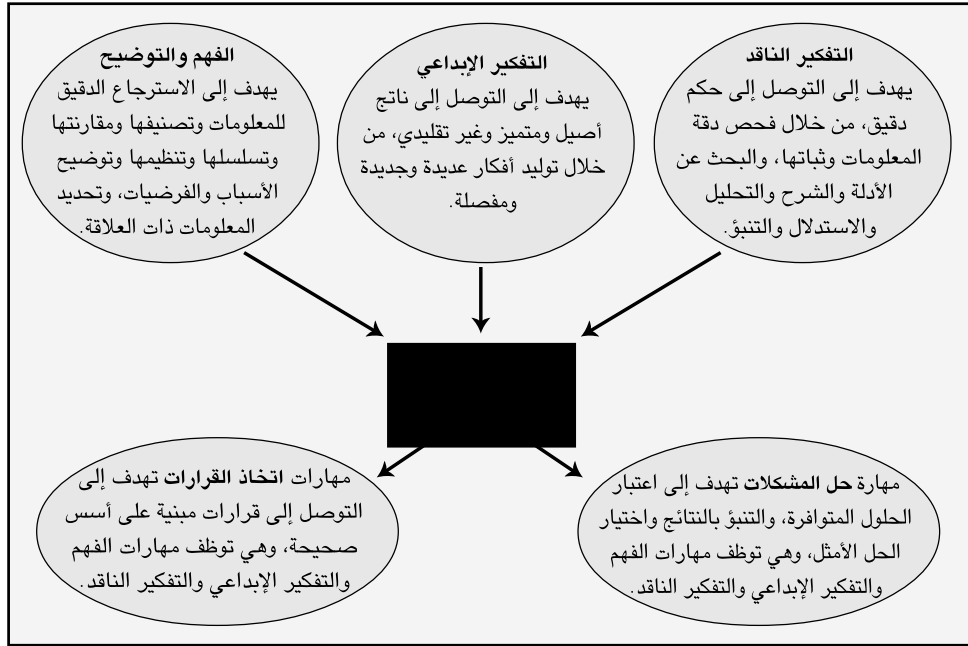 التفكير الناقد
يهدف إلى التوصل إلى حكم
دقيق، من خلال فحص دقة
المعلومات وثباتها، والبحث عن
الأدلة والشرح والتحليل
والاستدلال والتنبؤ.
التفكير الإبداعي
يهدف إلى التوصل إلى ناتج
أصيل ومتميز وغير تقليدي، من
خلال توليد أفكار عديدة وجديدة
ومفصلة.
الفهم والتوضيح
يهدف إلى الاسترجاع الدقيق
للمعلومات وتصنيفها ومقارنتها
وتسلسلها وتنظيمها وتوضيح
الأسباب والفرضيات، وتحديد
المعلومات ذات العلاقة.
مهارة حل المشكلات تهدف إلى اعتبار
الحلول المتوافرة، والتنبؤ بالنتائج واختيار
الحل الأمثل، وهي توظف مهارات الفهم
والتفكير الإبداعي والتفكير الناقد.
مهارات اتخاذ القرارات تهدف إلى
التوصل إلى قرارات مبنية على أسس
صحيحة، وهي توظف مهارات الفهم
والتفكير الإبداعي والتفكير الناقد.